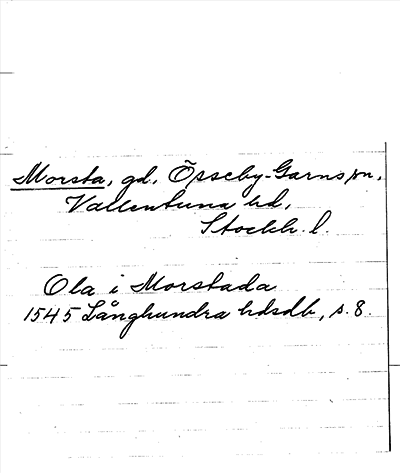 Morsta, gd, Össeby-Garns sn,
Vallentuna hd,
Stockh. l.
Ola i Morstada
1545 Långhundra hdsdb, s. 8.